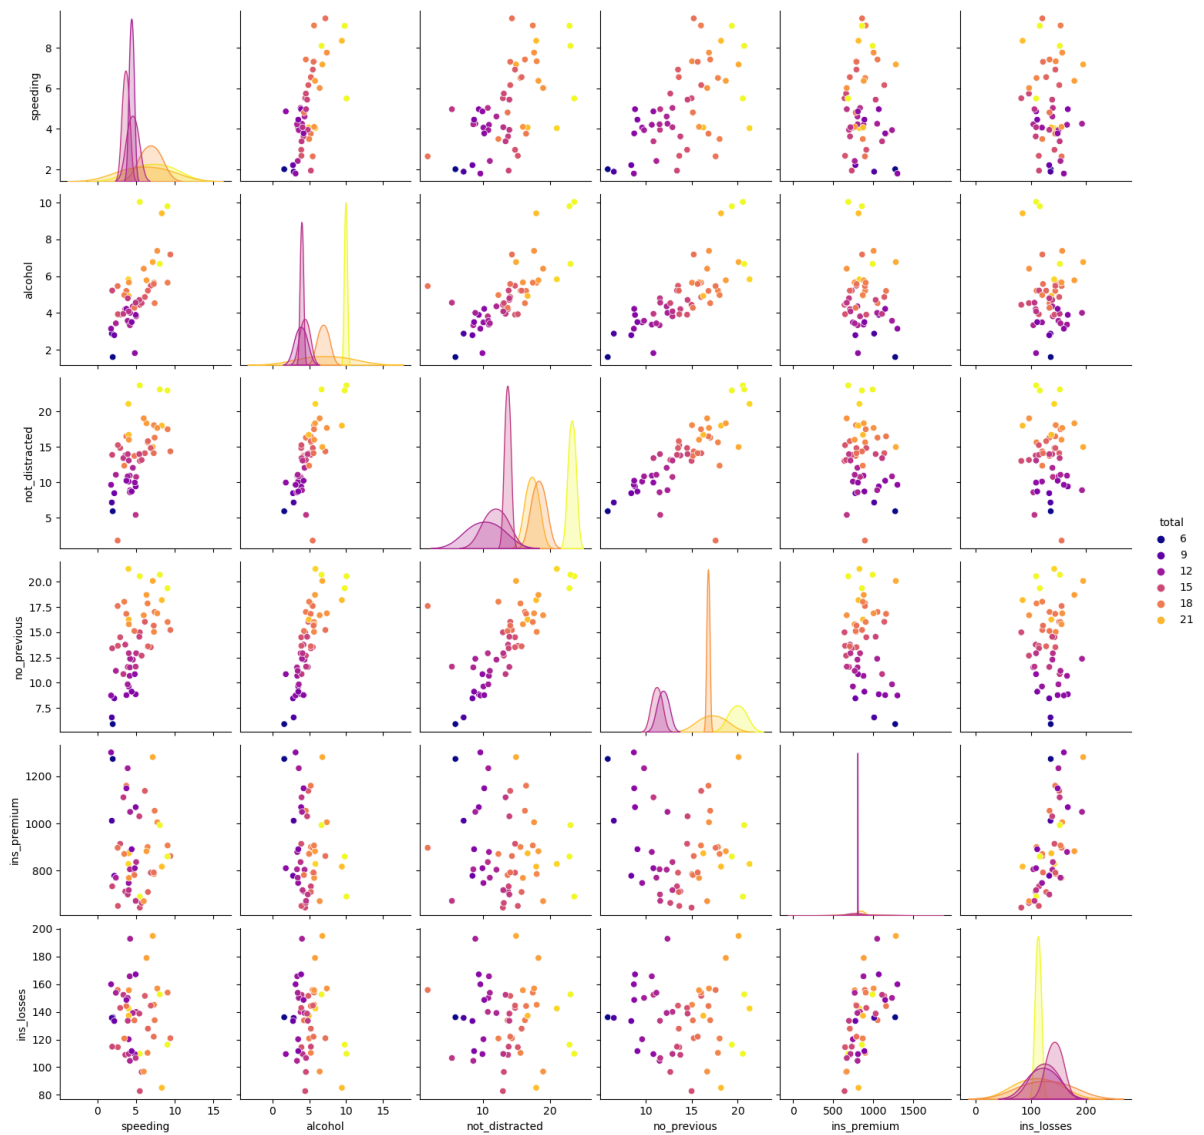 speeding
8
6
4
2
alcohol
10
8
6
4
2
not_distracted
20
15
10
5
total
6
9
12
15
18
21
no_previous
20.0
17.5
15.0
12.5
10.0
7.5
ins_premium
1200
1000
800
ins_losses
200
180
160
140
120
100
80
0 5 10 15
0 5 10 15
10 20
10 15 20
0 500 1000 1500
0 100 200
speeding
alcohol
not_distracted
no_previous
ins_premium
ins_losses